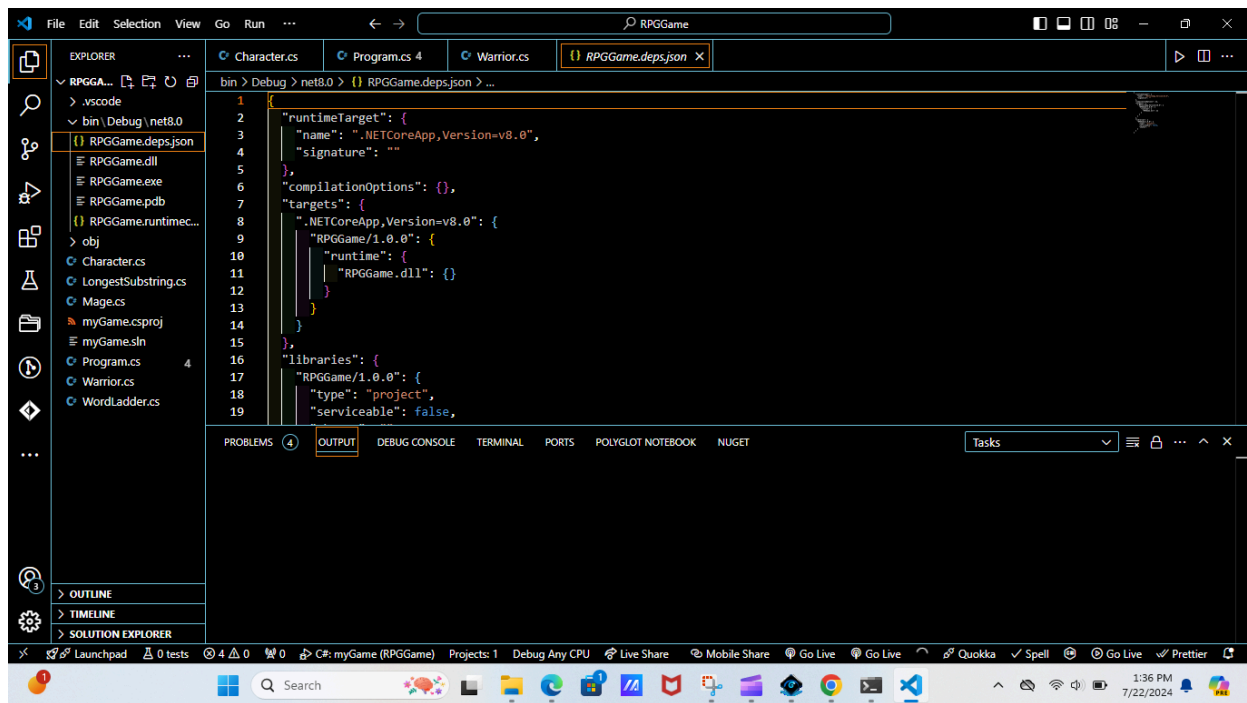 File Edit Selection View Go Run ··· RPGGame
EXPLORER ···
RPGGA...
.vscode
bin\Debug\net8.0
{} RPGGame.deps.json
RPGGame.dll
RPGGame.exe
RPGGame.pdb
{} RPGGame.runtimec...
obj
C# Character.cs
C# LongestSubstring.cs
C# Mage.cs
myGame.csproj
myGame.sln
C# Program.cs 4
C# Warrior.cs
C# WordLadder.cs
OUTLINE
TIMELINE
SOLUTION EXPLORER
3
C# Character.cs C# Program.cs 4 C# Warrior.cs {} RPGGame.deps.json
bin > Debug > net8.0 > {} RPGGame.deps.json > ...
1 {
2 "runtimeTarget": {
3 "name": ".NETCoreApp,Version=v8.0",
4 "signature": ""
5 },
6 "compilationOptions": {},
7 "targets": {
8 ".NETCoreApp,Version=v8.0": {
9 "RPGGame/1.0.0": {
10 "runtime": {
11 "RPGGame.dll": {}
12 }
13 }
14 }
15 },
16 "libraries": {
17 "RPGGame/1.0.0": {
18 "type": "project",
19 "serviceable": false,
PROBLEMS 4 OUTPUT DEBUG CONSOLE TERMINAL PORTS POLYGLOT NOTEBOOK NUGET Tasks
Launchpad 0 tests 4 0 0 C#: myGame (RPGGame) Projects: 1 Debug Any CPU Live Share Mobile Share Go Live Go Live Quokka Spell Go Live Prettier
1 Search 1 1:36 PM
7/22/2024
PRE